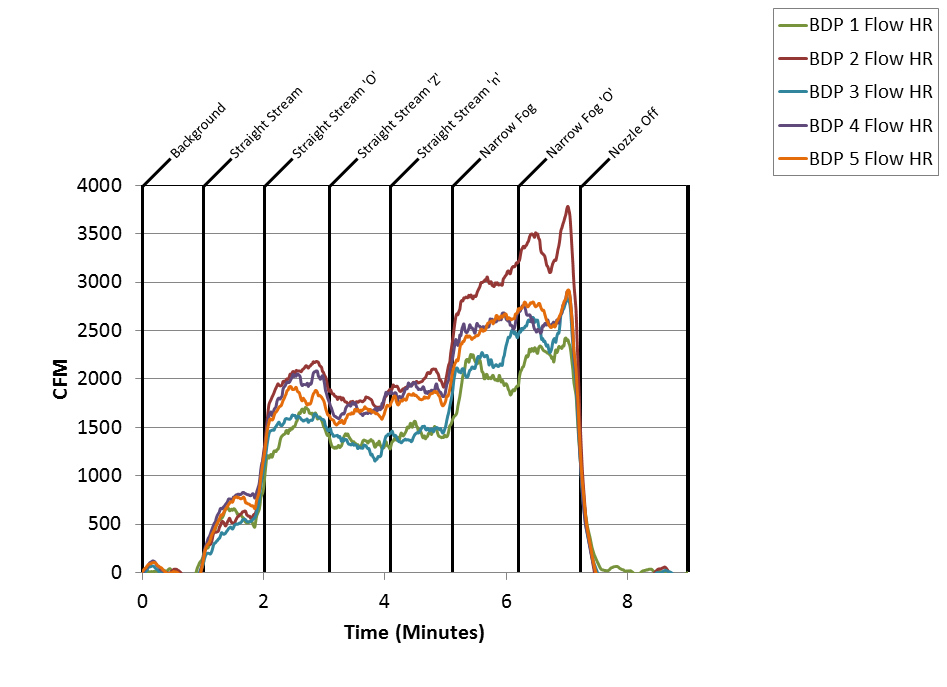 BDP 1 Flow HR
BDP 2 Flow HR
BDP 3 Flow HR
BDP 4 Flow HR
BDP 5 Flow HR
Background
Straight Stream
Straight Stream 'O'
Straight Stream 'Z'
Straight Stream 'n'
Narrow Fog
Narrow Fog 'O'
Nozzle Off
4000
3500
3000
2500
2000
1500
1000
500
0
CFM
0 2 4 6 8
Time (Minutes)